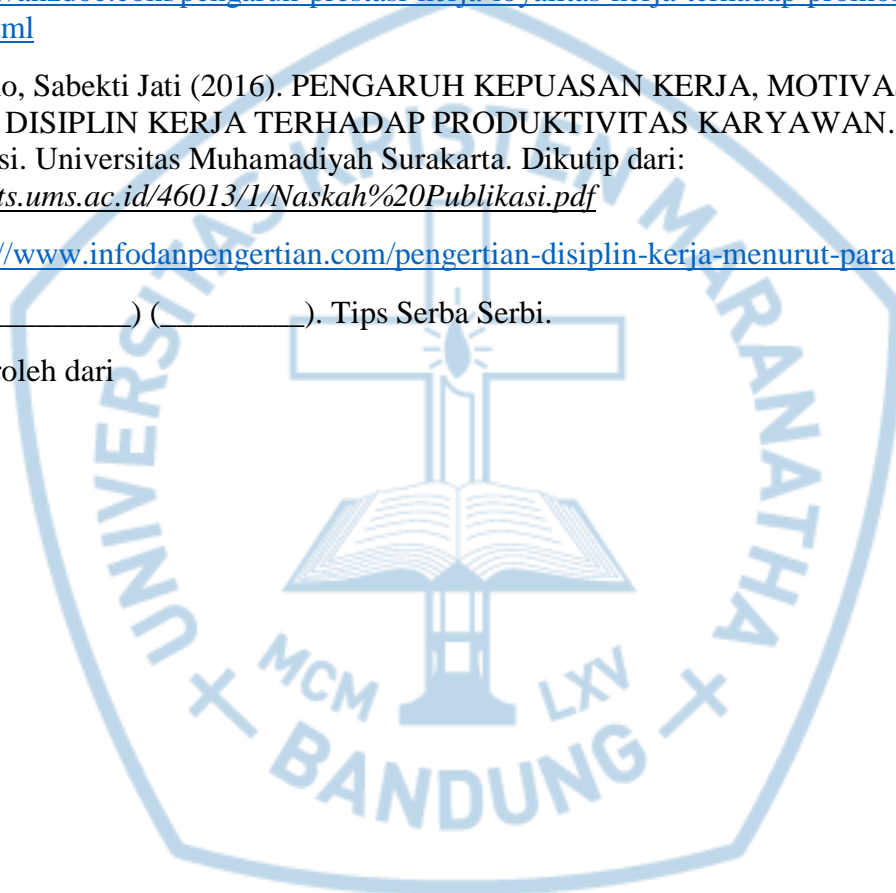 ml
o, Sabekti Jati (2016). PENGARUH KEPUASAN KERJA, MOTIVA
DISIPLIN KERJA TERHADAP PRODUKTIVITAS KARYAWAN.
si. Universitas Muhamadiyah Surakarta. Dikutip dari:
ts.ums.ac.id/46013/1/Naskah%20Publikasi.pdf
//www.infodanpengertian.com/pengertian-disiplin-kerja-menurut-para
_________) (_________). Tips Serba Serbi.
roleh dari
UNIVERSITAS KRISTEN MARANATHA
MCM LXV
BANDUNG